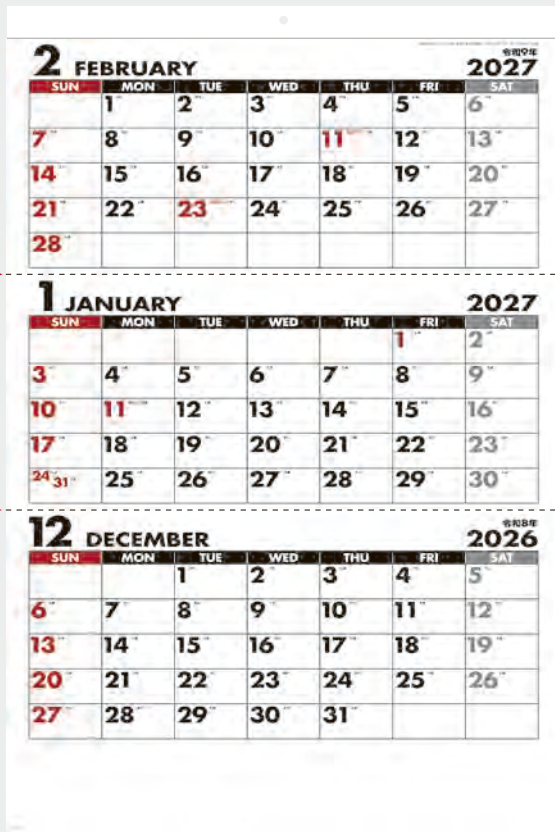 令和9年
2 FEBRUARY 2027
SUN MON TUE WED THU FRI SAT
1 2 3 4 5 6
7 8 9 10 11 12 13
14 15 16 17 18 19 20
21 22 23 24 25 26 27
28
1 JANUARY 2027
SUN MON TUE WED THU FRI SAT
1 2
3 4 5 6 7 8 9
10 11 12 13 14 15 16
17 18 19 20 21 22 23
24 31 25 26 27 28 29 30
令和8年
12 DECEMBER 2026
SUN MON TUE WED THU FRI SAT
1 2 3 4 5
6 7 8 9 10 11 12
13 14 15 16 17 18 19
20 21 22 23 24 25 26
27 28 29 30 31